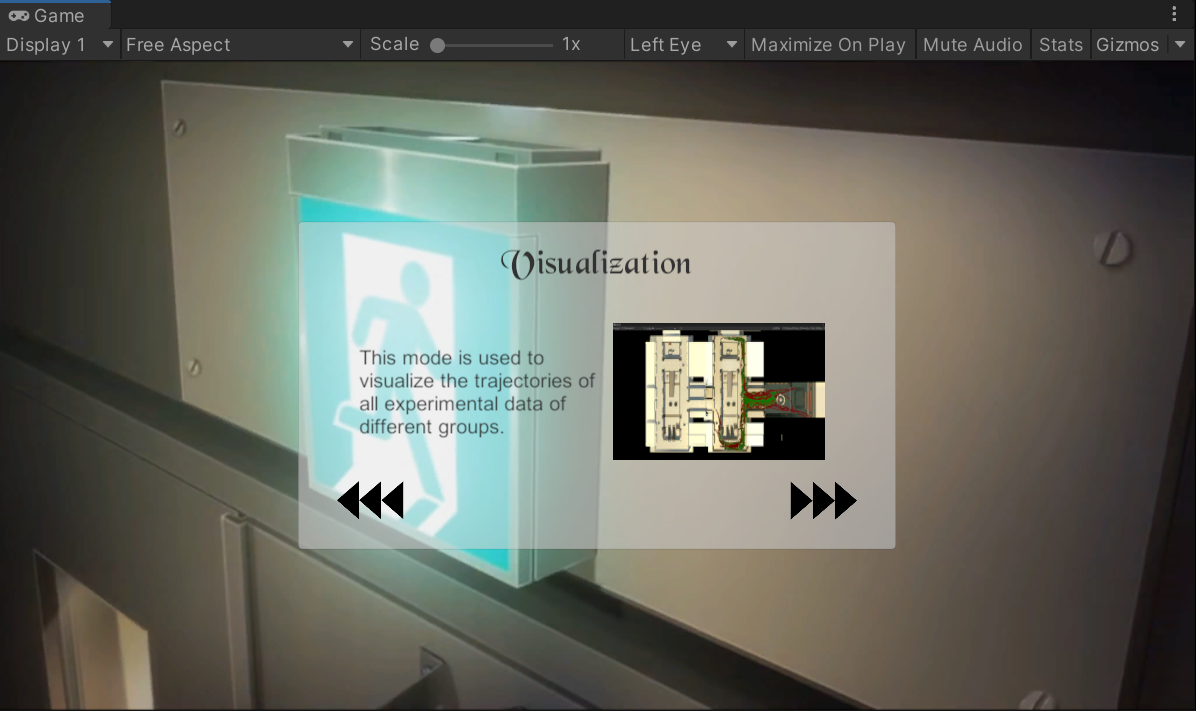 Game
Display 1 Free Aspect Scale 1x Left Eye Maximize On Play Mute Audio Stats Gizmos
Visualization
This mode is used to
visualize the trajectories of
all experimental data of
different groups.